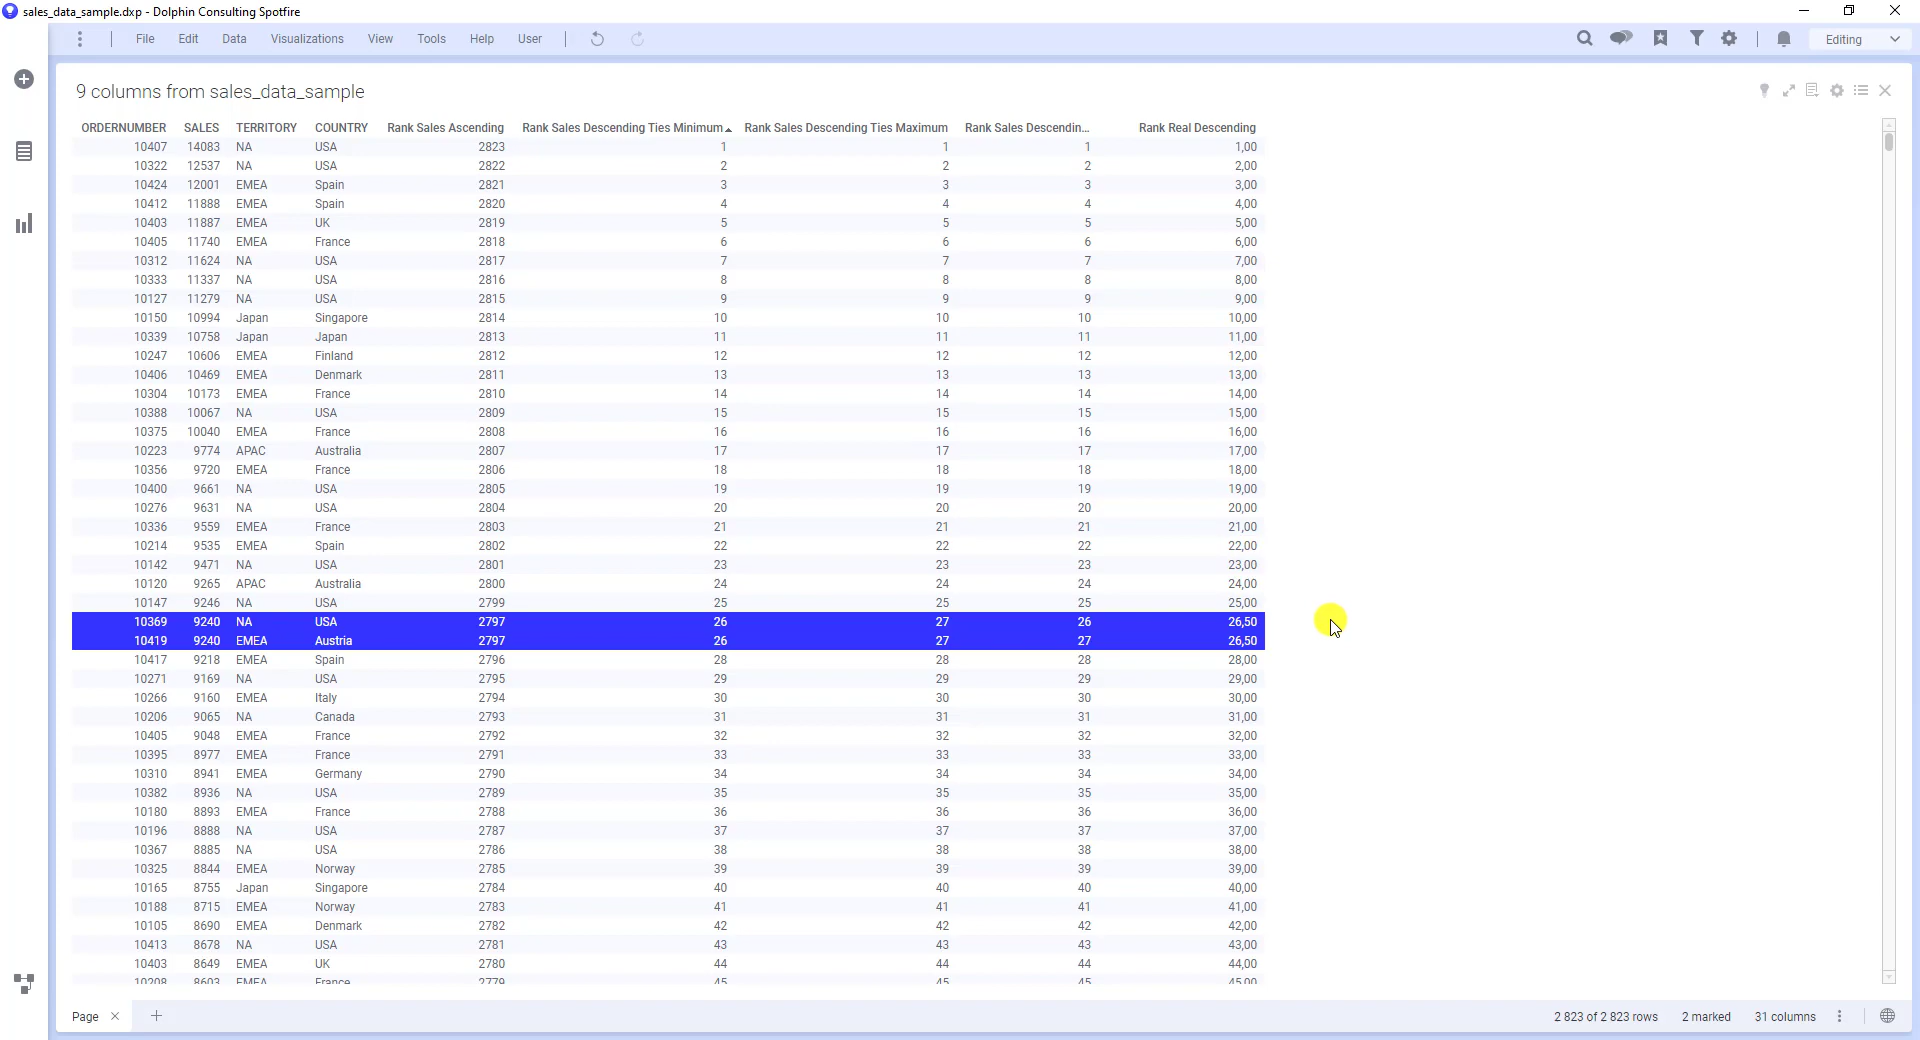 sales_data_sample.dxp - Dolphin Consulting Spotfire
File Edit Data Visualizations View Tools Help User Editing
9 columns from sales_data_sample
ORDERNUMBER SALES TERRITORY COUNTRY Rank Sales Ascending Rank Sales Descending Ties Minimum Rank Sales Descending Ties Maximum Rank Sales Descendin... Rank Real Descending
10407 14083 NA USA 2823 1 1 1 1,00
10322 12537 NA USA 2822 2 2 2 2,00
10424 12001 EMEA Spain 2821 3 3 3 3,00
10412 11888 EMEA Spain 2820 4 4 4 4,00
10403 11887 EMEA UK 2819 5 5 5 5,00
10405 11740 EMEA France 2818 6 6 6 6,00
10312 11624 NA USA 2817 7 7 7 7,00
10333 11337 NA USA 2816 8 8 8 8,00
10127 11279 NA USA 2815 9 9 9 9,00
10150 10994 Japan Singapore 2814 10 10 10 10,00
10339 10758 Japan Japan 2813 11 11 11 11,00
10247 10606 EMEA Finland 2812 12 12 12 12,00
10406 10469 EMEA Denmark 2811 13 13 13 13,00
10304 10173 EMEA France 2810 14 14 14 14,00
10388 10067 NA USA 2809 15 15 15 15,00
10375 10040 EMEA France 2808 16 16 16 16,00
10223 9774 APAC Australia 2807 17 17 17 17,00
10356 9720 EMEA France 2806 18 18 18 18,00
10400 9661 NA USA 2805 19 19 19 19,00
10276 9631 NA USA 2804 20 20 20 20,00
10336 9559 EMEA France 2803 21 21 21 21,00
10214 9535 EMEA Spain 2802 22 22 22 22,00
10142 9471 NA USA 2801 23 23 23 23,00
10120 9265 APAC Australia 2800 24 24 24 24,00
10147 9246 NA USA 2799 25 25 25 25,00
10369 9240 NA USA 2797 26 27 26 26,50
10419 9240 EMEA Austria 2797 26 27 27 26,50
10417 9218 EMEA Spain 2796 28 28 28 28,00
10271 9169 NA USA 2795 29 29 29 29,00
10266 9160 EMEA Italy 2794 30 30 30 30,00
10206 9065 NA Canada 2793 31 31 31 31,00
10405 9048 EMEA France 2792 32 32 32 32,00
10395 8977 EMEA France 2791 33 33 33 33,00
10310 8941 EMEA Germany 2790 34 34 34 34,00
10382 8936 NA USA 2789 35 35 35 35,00
10180 8893 EMEA France 2788 36 36 36 36,00
10196 8888 NA USA 2787 37 37 37 37,00
10367 8885 NA USA 2786 38 38 38 38,00
10325 8844 EMEA Norway 2785 39 39 39 39,00
10165 8755 Japan Singapore 2784 40 40 40 40,00
10188 8715 EMEA Norway 2783 41 41 41 41,00
10105 8690 EMEA Denmark 2782 42 42 42 42,00
10413 8678 NA USA 2781 43 43 43 43,00
10403 8649 EMEA UK 2780 44 44 44 44,00
10208 8603 EMEA France 2779 45 45 45 45,00
Page 2 823 of 2 823 rows 2 marked 31 columns